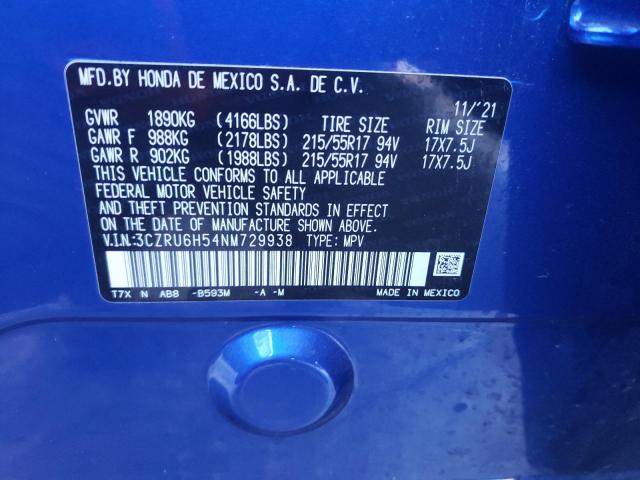 MFD.BY HONDA DE MEXICO S.A. DE C.V.
11/'21
GVWR 1890KG (4166LBS) TIRE SIZE RIM SIZE
GAWR F 988KG (2178LBS) 215/55R17 94V 17X7.5J
GAWR R 902KG (1988LBS) 215/55R17 94V 17X7.5J
THIS VEHICLE CONFORMS TO ALL APPLICABLE
FEDERAL MOTOR VEHICLE SAFETY
AND THEFT PREVENTION STANDARDS IN EFFECT
ON THE DATE OF MANUFACTURE SHOWN ABOVE.
V.I.N.:3CZRU6H54NM729938 TYPE: MPV
T7X N AB8 -B593M -A -M MADE IN MEXICO